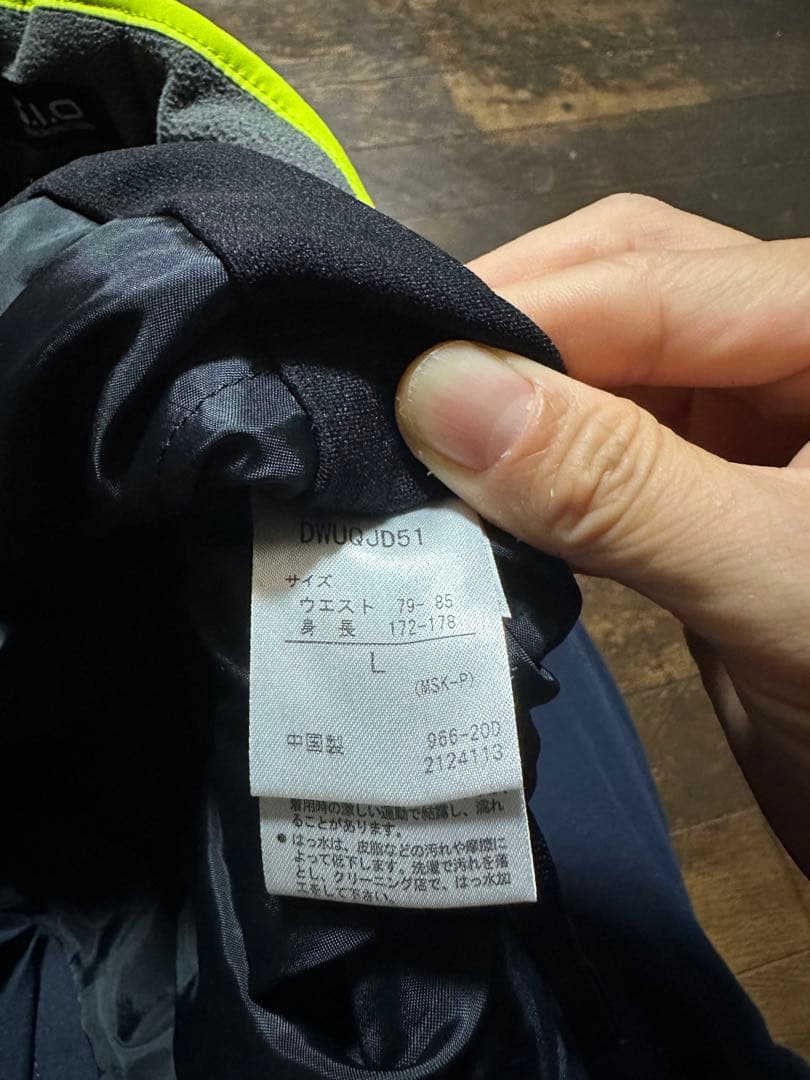 DWUQJD51
サイズ
ウエスト 79- 85
身 長 172-178
L
(MSK-P)
中国製 966-20D
2124113
着用時の激しい運動で結露し、濡れ
ることがあります。
● はっ水は、皮脂などの汚れや摩擦に
よって低下します。洗濯で汚れを落
とし、クリーニング店で、はっ水加
工をして下さい。